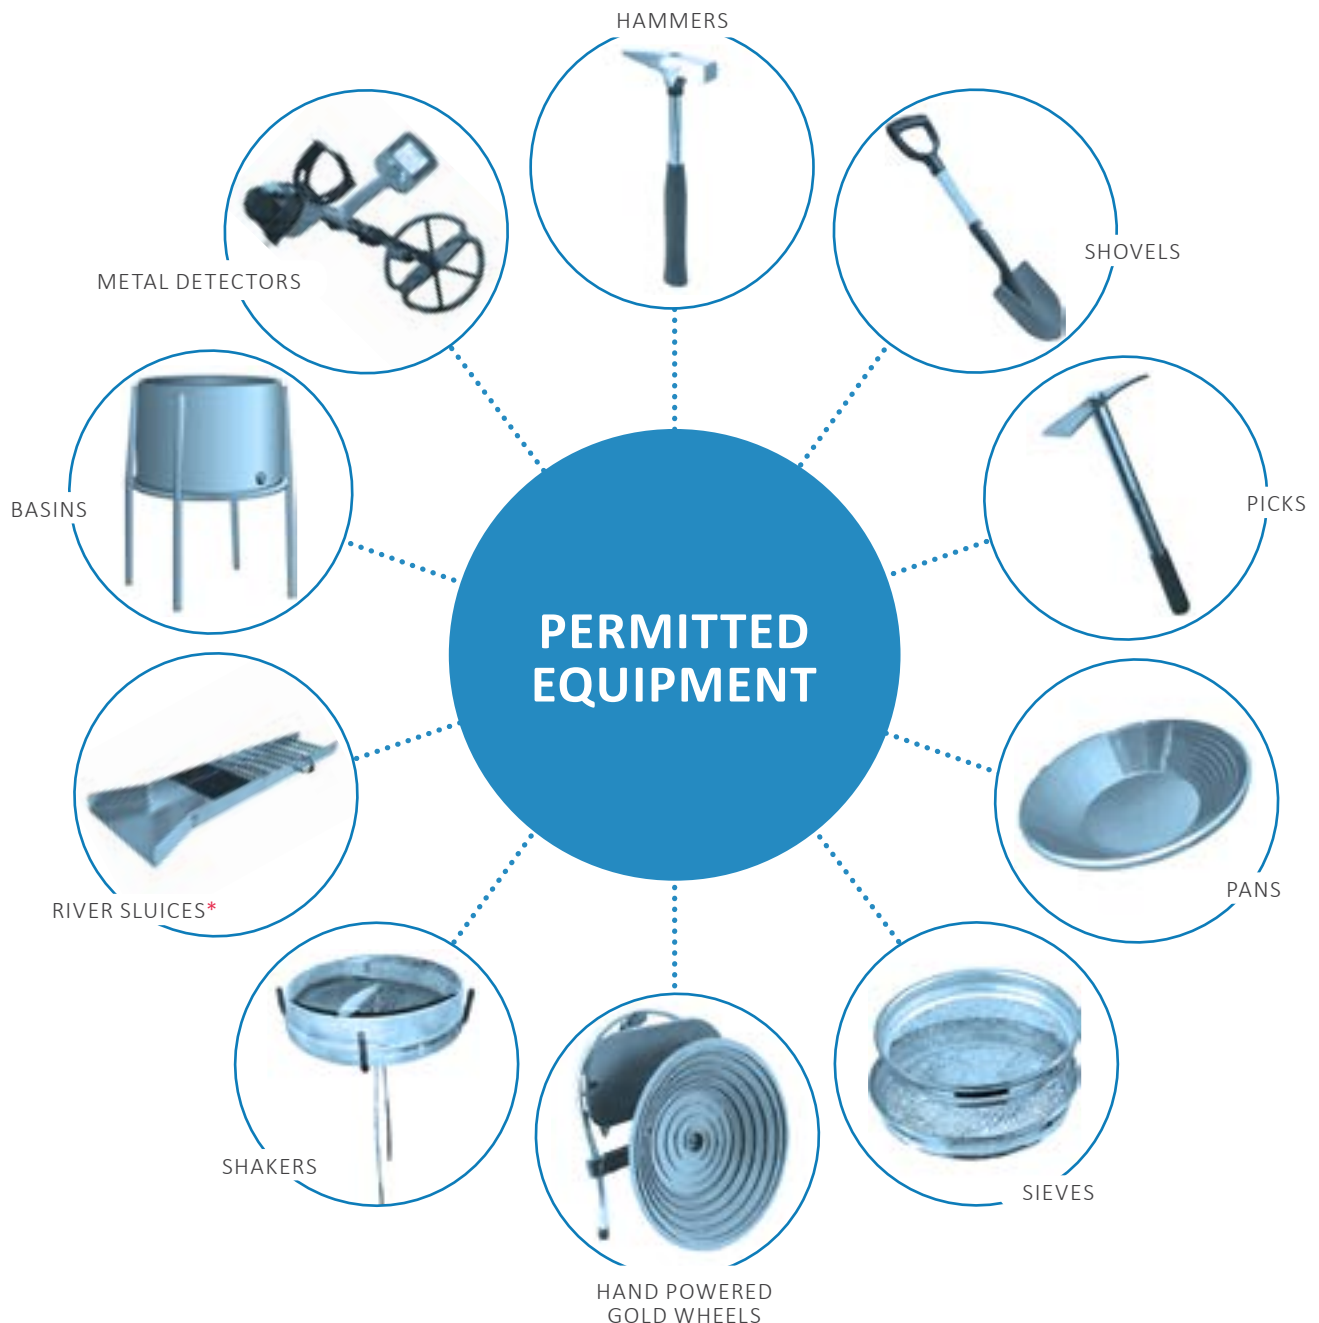 HAMMERS
SHOVELS
METAL DETECTORS
PICKS
BASINS
PERMITTED
EQUIPMENT
PANS
RIVER SLUICES*
SHAKERS
SIEVES
HAND POWERED
GOLD WHEELS